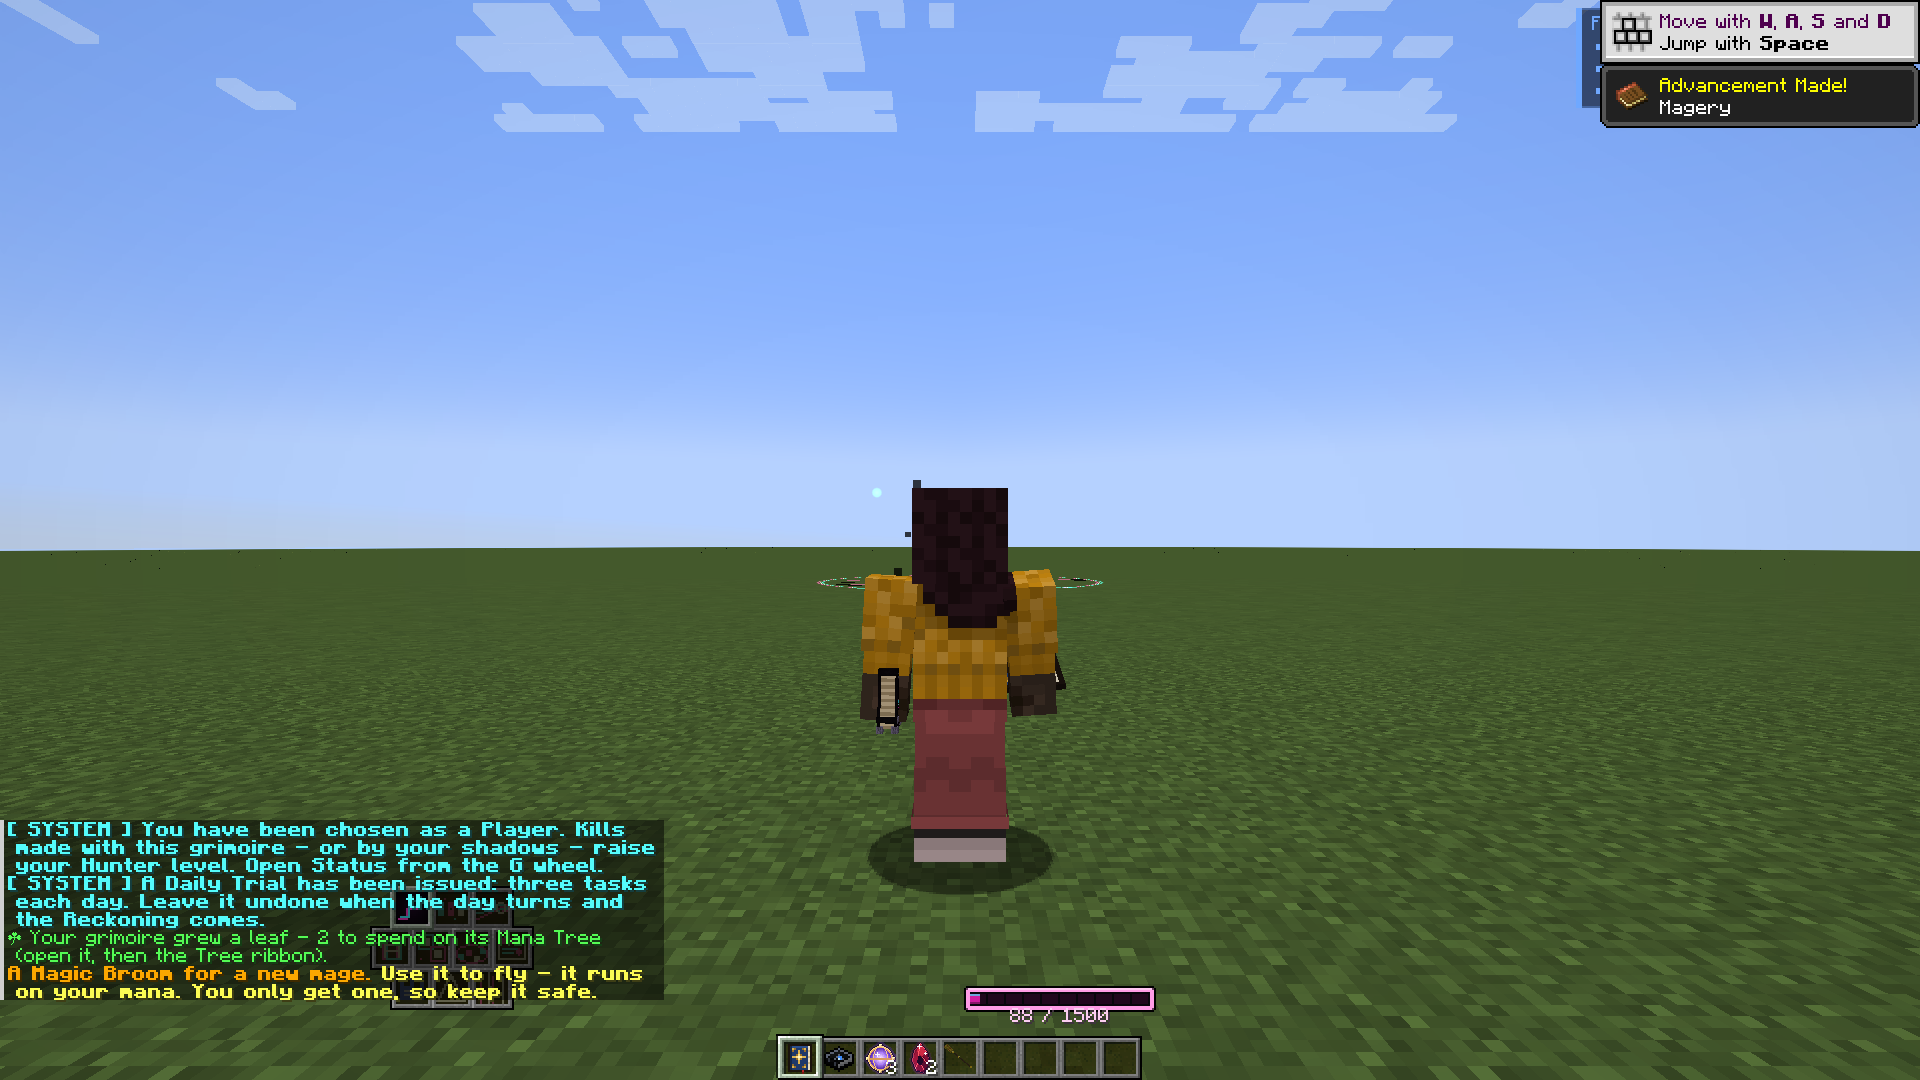 Move with W, A, S and D
Jump with Space
Advancement Made!
Magery
[ SYSTEM ] You have been chosen as a Player. Kills
made with this grimoire - or by your shadows - raise
your Hunter level. Open Status from the G wheel.
[ SYSTEM ] A Daily Trial has been issued: three tasks
each day. Leave it undone when the day turns and
the Reckoning comes.
☘ Your grimoire grew a leaf - 2 to spend on its Mana Tree
(open it, then the Tree ribbon).
A Magic Broom for a new mage. Use it to fly - it runs
on your mana. You only get one, so keep it safe.
88 / 1500
3
2